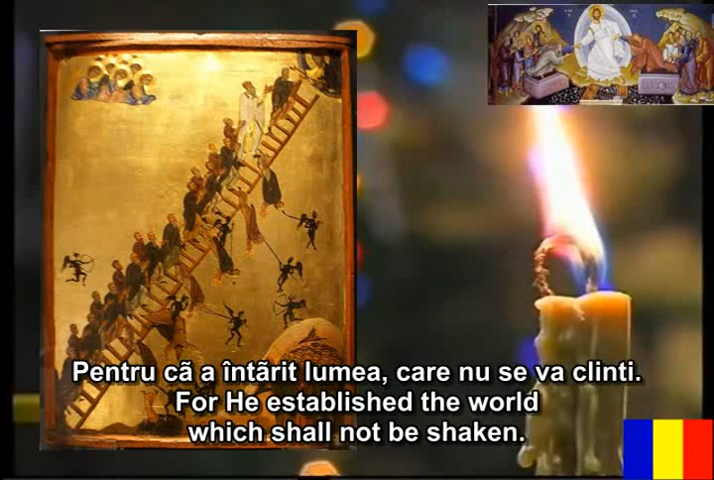 Pentru cã a întãrit lumea, care nu se va clinti.
For He established the world
which shall not be shaken.